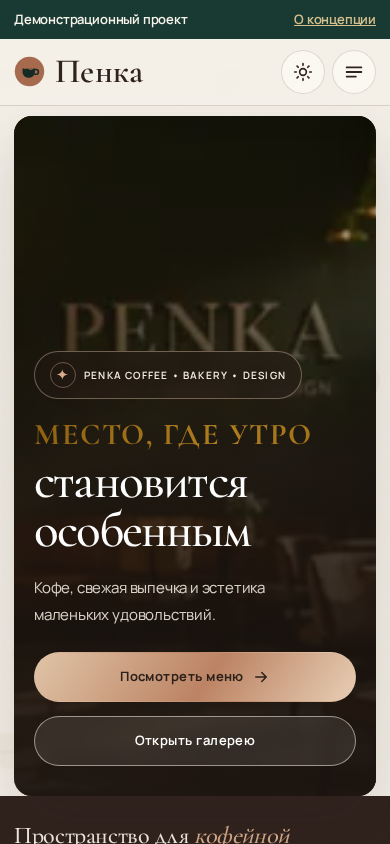 Демонстрационный проект
О концепции
Пенка
PENKA
PENKA COFFEE • BAKERY • DESIGN
МЕСТО, ГДЕ УТРО
становится
особенным
Кофе, свежая выпечка и эстетика
маленьких удовольствий.
Посмотреть меню →
Открыть галерею
Пространство для кофейной